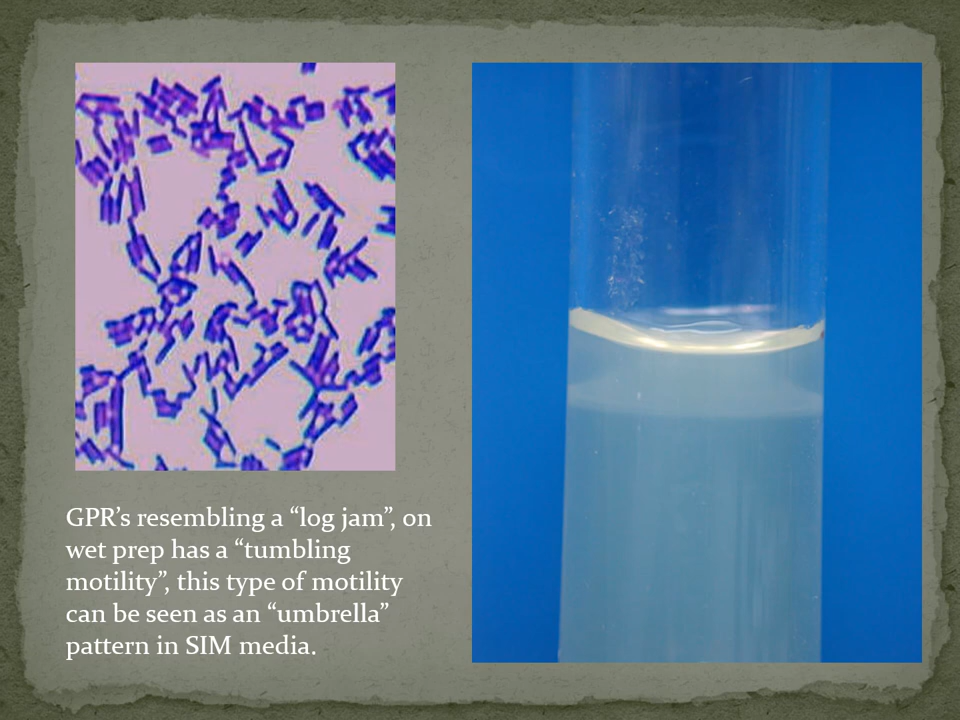 GPR’s resembling a “log jam”, on
wet prep has a “tumbling
motility”, this type of motility
can be seen as an “umbrella”
pattern in SIM media.